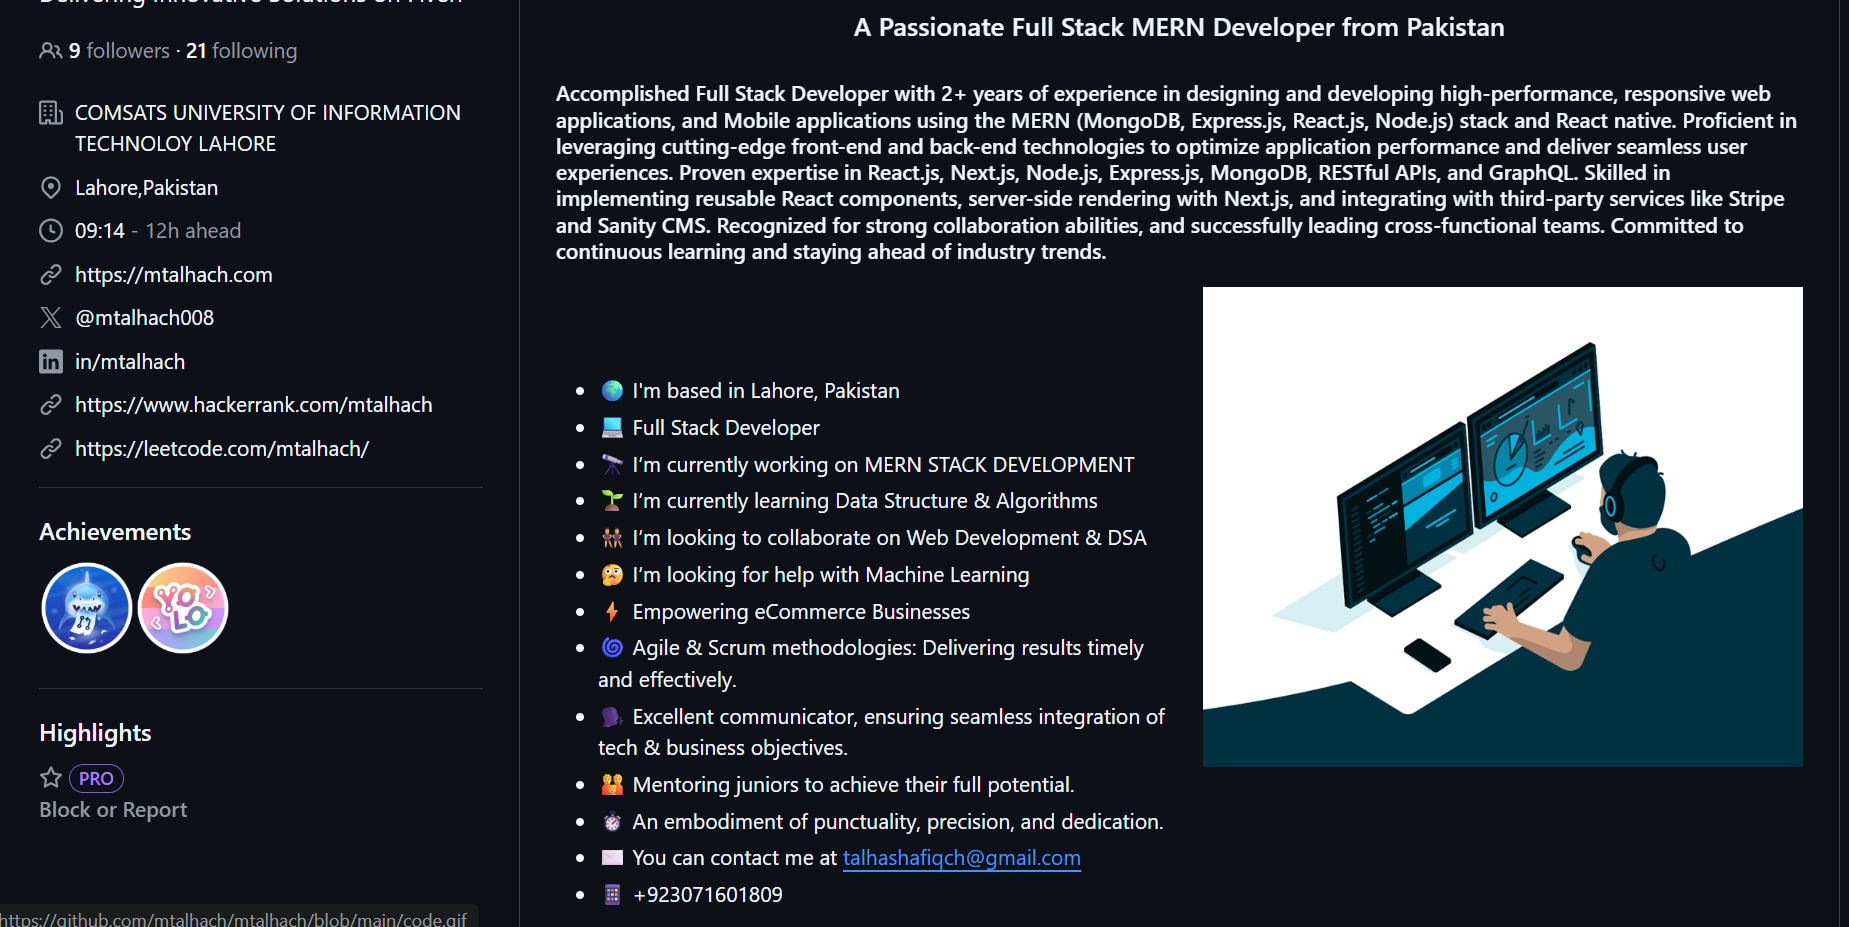 Delivering Innovative Solutions on Fiverr
9 followers · 21 following
COMSATS UNIVERSITY OF INFORMATION
TECHNOLOY LAHORE
Lahore,Pakistan
09:14 - 12h ahead
https://mtalhach.com
@mtalhach008
in/mtalhach
https://www.hackerrank.com/mtalhach
https://leetcode.com/mtalhach/
Achievements
YOLO
Highlights
PRO
Block or Report
https://github.com/mtalhach/mtalhach/blob/main/code.gif
A Passionate Full Stack MERN Developer from Pakistan
Accomplished Full Stack Developer with 2+ years of experience in designing and developing high-performance, responsive web
applications, and Mobile applications using the MERN (MongoDB, Express.js, React.js, Node.js) stack and React native. Proficient in
leveraging cutting-edge front-end and back-end technologies to optimize application performance and deliver seamless user
experiences. Proven expertise in React.js, Next.js, Node.js, Express.js, MongoDB, RESTful APIs, and GraphQL. Skilled in
implementing reusable React components, server-side rendering with Next.js, and integrating with third-party services like Stripe
and Sanity CMS. Recognized for strong collaboration abilities, and successfully leading cross-functional teams. Committed to
continuous learning and staying ahead of industry trends.
I'm based in Lahore, Pakistan
Full Stack Developer
I’m currently working on MERN STACK DEVELOPMENT
I’m currently learning Data Structure & Algorithms
I’m looking to collaborate on Web Development & DSA
I’m looking for help with Machine Learning
Empowering eCommerce Businesses
Agile & Scrum methodologies: Delivering results timely
and effectively.
Excellent communicator, ensuring seamless integration of
tech & business objectives.
Mentoring juniors to achieve their full potential.
An embodiment of punctuality, precision, and dedication.
You can contact me at talhashafiqch@gmail.com
+923071601809